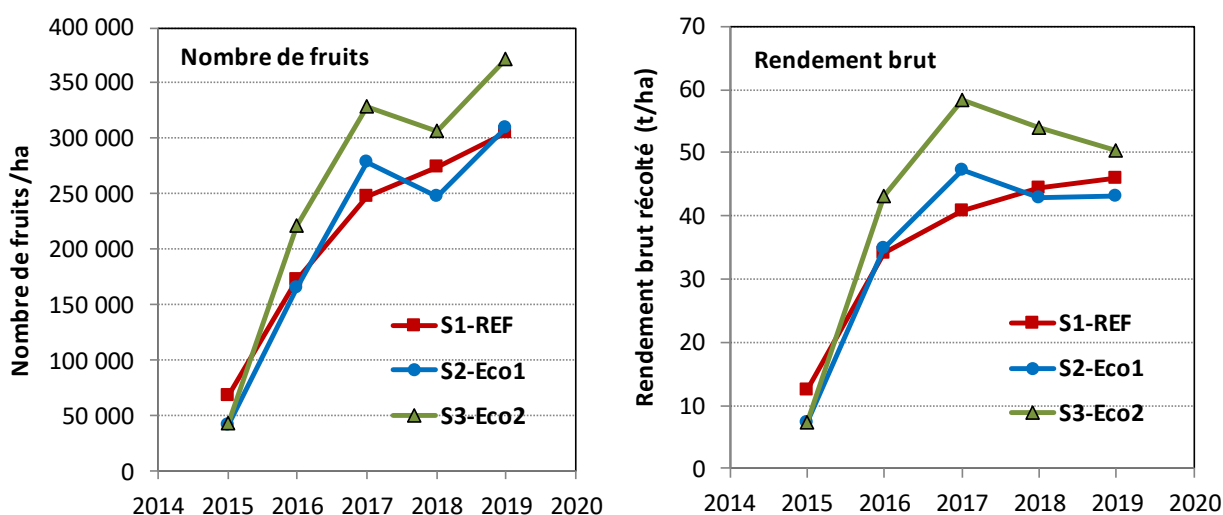 Nombre de fruits
Nombre de fruits/ha
400 000
350 000
300 000
250 000
200 000
150 000
100 000
50 000
0
S1-REF
S2-Eco1
S3-Eco2
2014 2015 2016 2017 2018 2019 2020
Rendement brut
Rendement brut récolté (t/ha)
70
60
50
40
30
20
10
0
S1-REF
S2-Eco1
S3-Eco2
2014 2015 2016 2017 2018 2019 2020